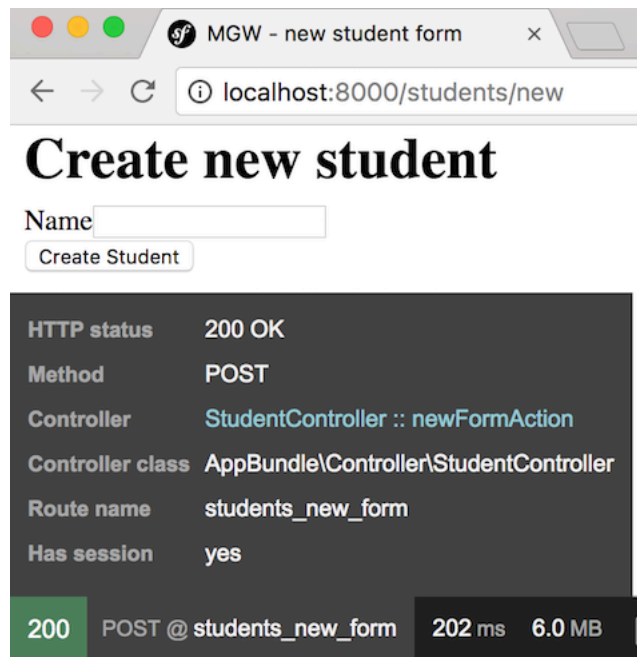 sf MGW - new student form ×
localhost:8000/students/new
Create new student
Name
Create Student
HTTP status 200 OK
Method POST
Controller StudentController :: newFormAction
Controller class AppBundle\Controller\StudentController
Route name students_new_form
Has session yes
200 POST @ students_new_form 202 ms 6.0 MB